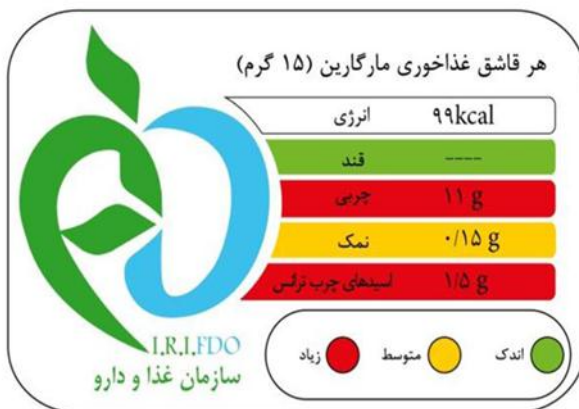 هر قاشق غذاخوری مارگارین (۱۵ گرم)
انرژی ۹۹kcal
قند ----
چربی ۱۱ g
نمک ۰/۱۵ g
اسیدهای چرب ترانس ۱/۵ g
اندک متوسط زیاد
I.R.I.FDO
سازمان غذا و دارو